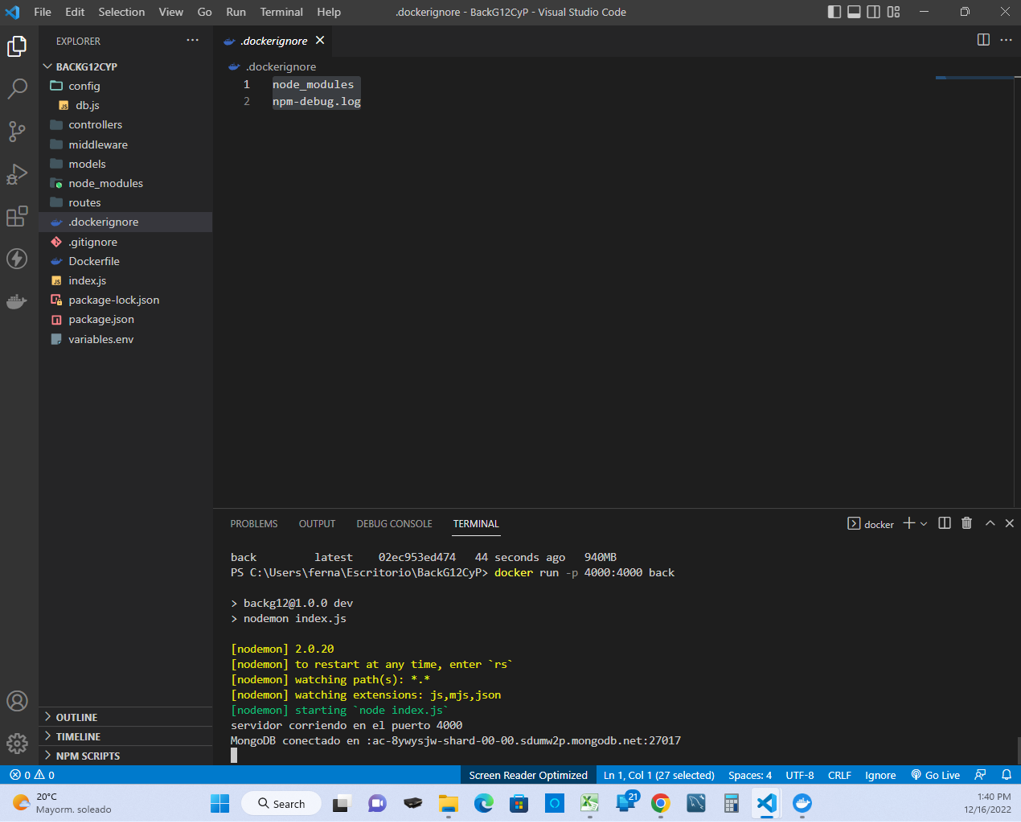 File Edit Selection View Go Run Terminal Help .dockerignore - BackG12CyP - Visual Studio Code
EXPLORER
.dockerignore
BACKG12CYP
.dockerignore
config
db.js
controllers
middleware
models
node_modules
routes
.dockerignore
.gitignore
Dockerfile
index.js
package-lock.json
package.json
variables.env
1 node_modules
2 npm-debug.log
PROBLEMS OUTPUT DEBUG CONSOLE TERMINAL docker
back latest 02ec953ed474 44 seconds ago 940MB
PS C:\Users\ferna\Escritorio\BackG12CyP> docker run -p 4000:4000 back
> backg12@1.0.0 dev
> nodemon index.js
[nodemon] 2.0.20
[nodemon] to restart at any time, enter `rs`
[nodemon] watching path(s): *.*
[nodemon] watching extensions: js,mjs,json
[nodemon] starting `node index.js`
servidor corriendo en el puerto 4000
MongoDB conectado en :ac-8ywysjw-shard-00-00.sdumw2p.mongodb.net:27017
OUTLINE
TIMELINE
NPM SCRIPTS
0 0 Screen Reader Optimized Ln 1, Col 1 (27 selected) Spaces: 4 UTF-8 CRLF Ignore Go Live
20°C
Mayorm. soleado
Search
21
1:40 PM
12/16/2022